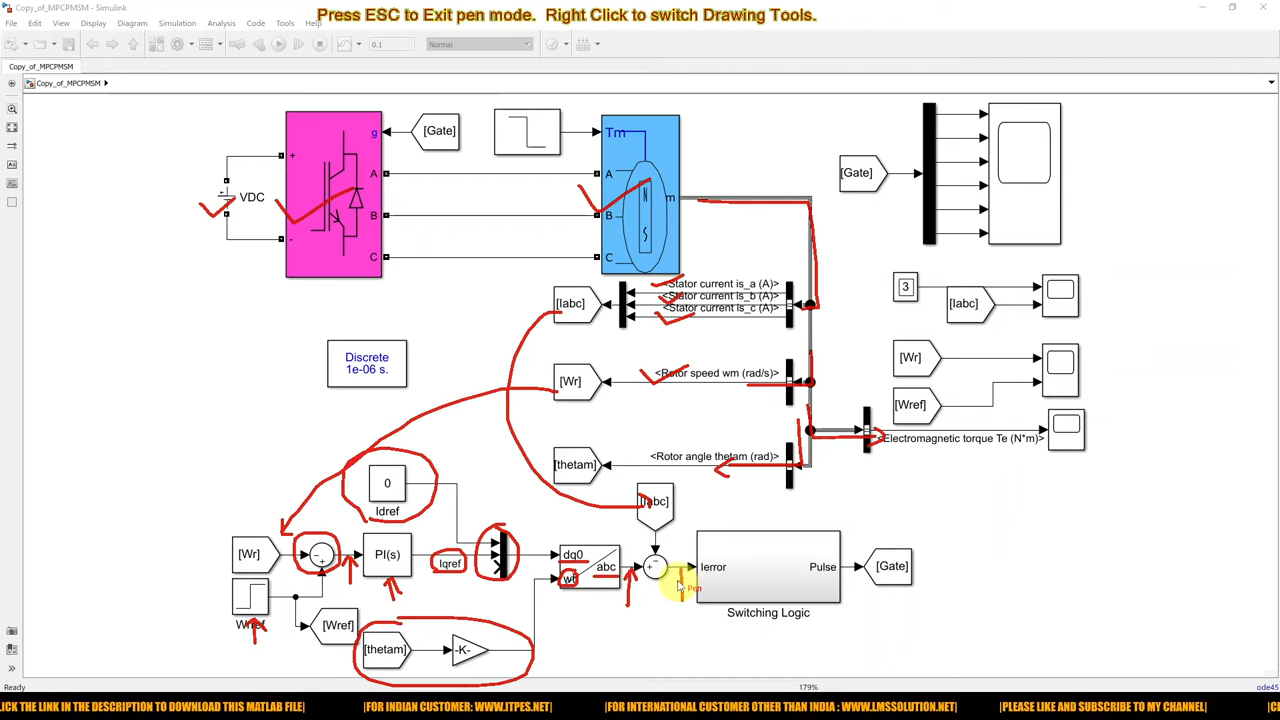 Copy_of_MPCPMSM - Simulink
Press ESC to Exit pen mode. Right Click to switch Drawing Tools.
File Edit View Display Diagram Simulation Analysis Code Tools Help
0.1 Normal
Copy_of_MPCPMSM
Copy_of_MPCPMSM
g
[Gate]
Tm
+
A
A
VDC
B
B
m
-
C
C
N
S
[Gate]
<Stator current is_a (A)>
<Stator current is_b (A)>
<Stator current is_c (A)>
[Iabc]
3
[Iabc]
Discrete
1e-06 s.
<Rotor speed wm (rad/s)>
[Wr]
[Wr]
[Wref]
<Electromagnetic torque Te (N*m)>
<Rotor angle thetam (rad)>
[thetam]
0
Idref
[Iabc]
[Wr]
PI(s)
Iqref
dq0
abc
Ierror
Pulse
[Gate]
Pen
Switching Logic
Wref
[Wref]
[thetam]
-K-
Ready
179%
ode45
CLICK THE LINK IN THE DESCRIPTION TO DOWNLOAD THIS MATLAB FILE| |FOR INDIAN CUSTOMER: WWW.ITPES.NET| |FOR INTERNATIONAL CUSTOMER OTHER THAN INDIA : WWW.LMSSOLUTION.NET| |PLEASE LIKE AND SUBSCRIBE TO MY CHANNEL|